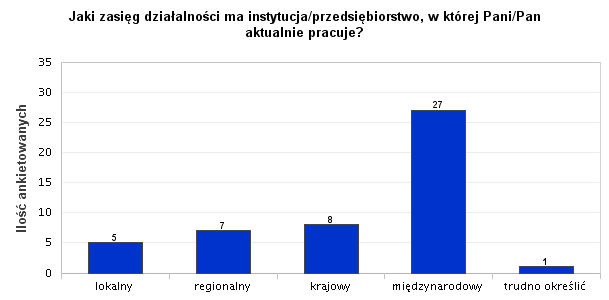 Jaki zasięg działalności ma instytucja/przedsiębiorstwo, w której Pani/Pan
aktualnie pracuje?
Ilość ankietowanych
35
30
25
20
15
10
5
0
5
7
8
27
1
lokalny
regionalny
krajowy
międzynarodowy
trudno określić